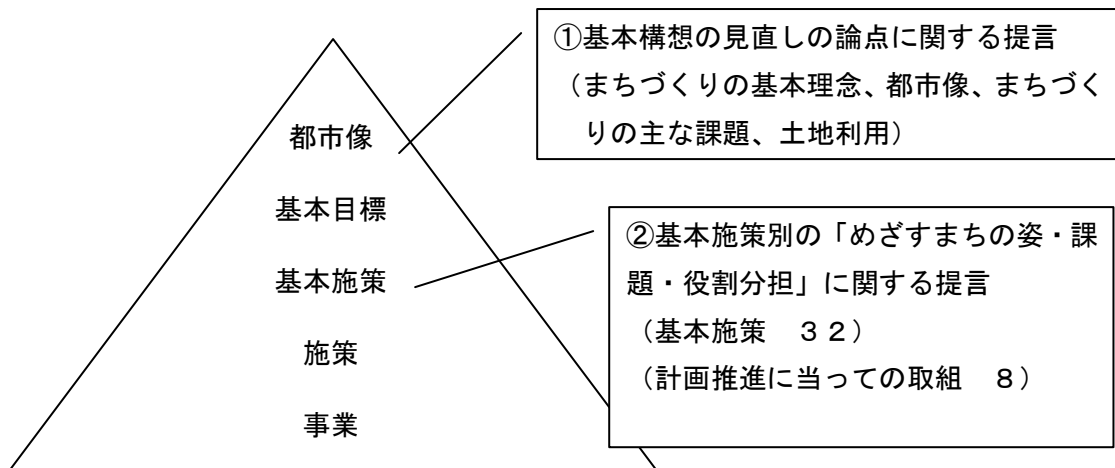 都市像
基本目標
基本施策
施策
事業
①基本構想の見直しの論点に関する提言
（まちづくりの基本理念、都市像、まちづく
りの主な課題、土地利用）
②基本施策別の「めざすまちの姿・課
題・役割分担」に関する提言
（基本施策　３２）
（計画推進に当っての取組　８）